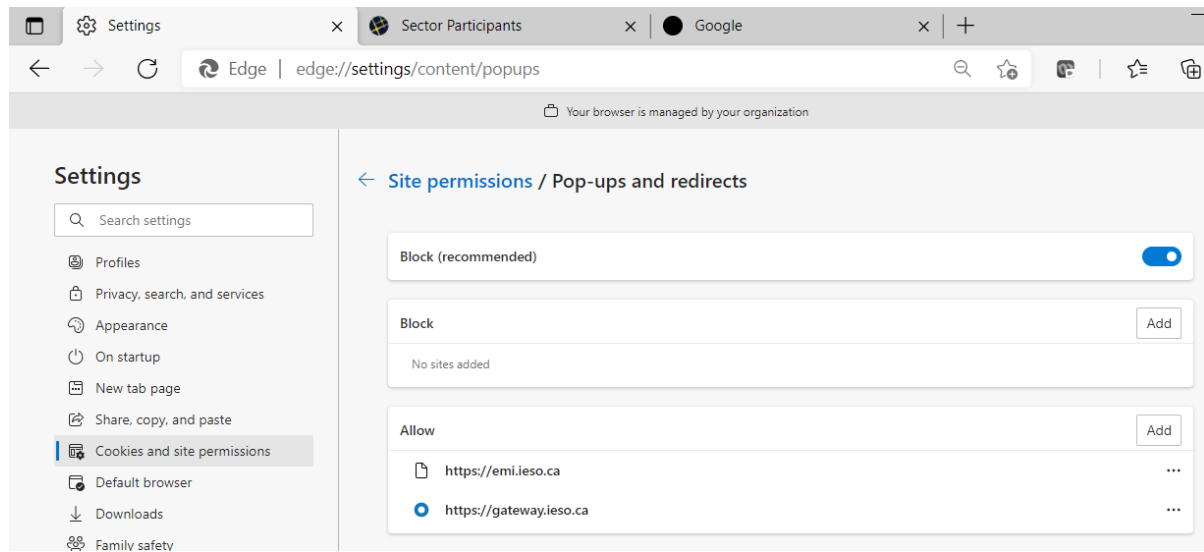 Settings
Sector Participants
Google
Edge
edge://settings/content/popups
Your browser is managed by your organization
Settings
Search settings
Profiles
Privacy, search, and services
Appearance
On startup
New tab page
Share, copy, and paste
Cookies and site permissions
Default browser
Downloads
Family safety
Site permissions / Pop-ups and redirects
Block (recommended)
Block
Add
No sites added
Allow
Add
https://emi.ieso.ca
https://gateway.ieso.ca